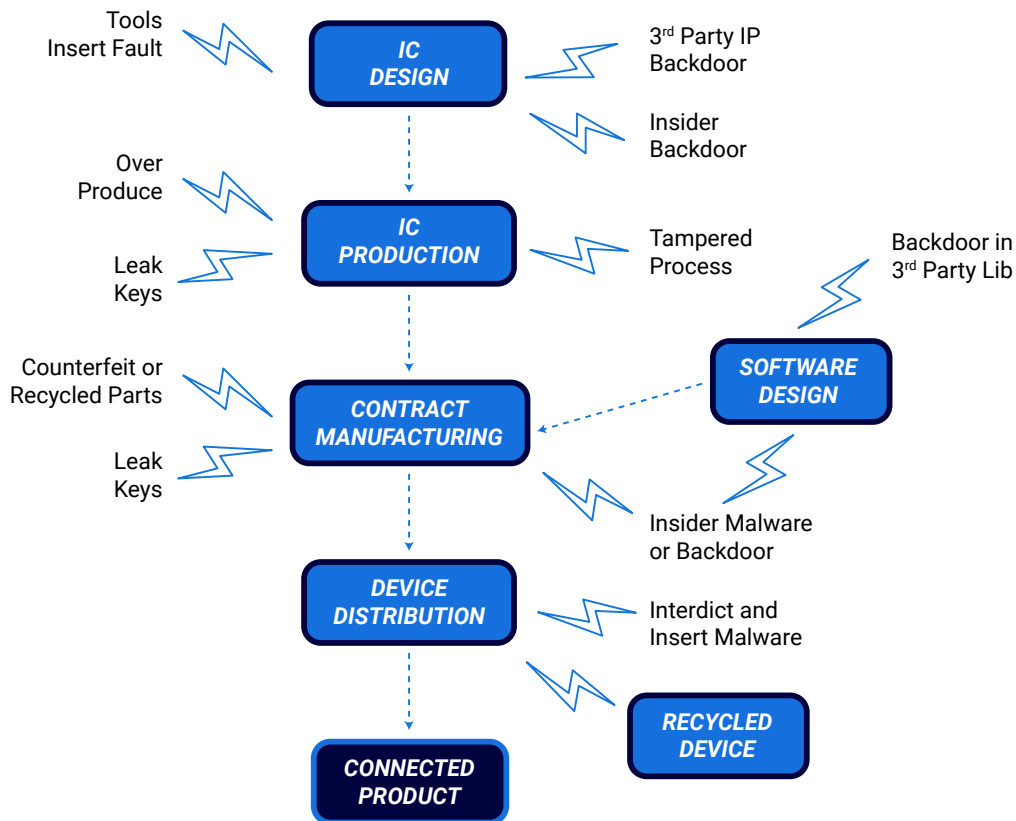 Tools
Insert Fault
IC
DESIGN
3rd Party IP
Backdoor
Insider
Backdoor
Over
Produce
IC
PRODUCTION
Leak
Keys
Tampered
Process
Backdoor in
3rd Party Lib
Counterfeit or
Recycled Parts
CONTRACT
MANUFACTURING
SOFTWARE
DESIGN
Leak
Keys
Insider Malware
or Backdoor
DEVICE
DISTRIBUTION
Interdict and
Insert Malware
RECYCLED
DEVICE
CONNECTED
PRODUCT